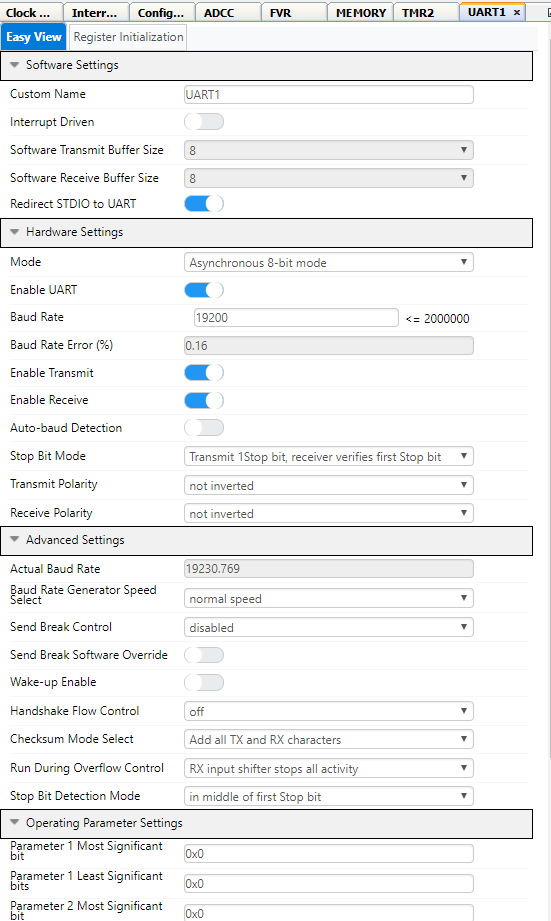 Clock ... Interr... Config... ADCC FVR MEMORY TMR2 UART1 ×
Easy View Register Initialization
Software Settings
Custom Name UART1
Interrupt Driven
Software Transmit Buffer Size 8
Software Receive Buffer Size 8
Redirect STDIO to UART
Hardware Settings
Mode Asynchronous 8-bit mode
Enable UART
Baud Rate 19200 <= 2000000
Baud Rate Error (%) 0.16
Enable Transmit
Enable Receive
Auto-baud Detection
Stop Bit Mode Transmit 1Stop bit, receiver verifies first Stop bit
Transmit Polarity not inverted
Receive Polarity not inverted
Advanced Settings
Actual Baud Rate 19230.769
Baud Rate Generator Speed
Select normal speed
Send Break Control disabled
Send Break Software Override
Wake-up Enable
Handshake Flow Control off
Checksum Mode Select Add all TX and RX characters
Run During Overflow Control RX input shifter stops all activity
Stop Bit Detection Mode in middle of first Stop bit
Operating Parameter Settings
Parameter 1 Most Significant
bit 0x0
Parameter 1 Least Significant
bits 0x0
Parameter 2 Most Significant
bit 0x0